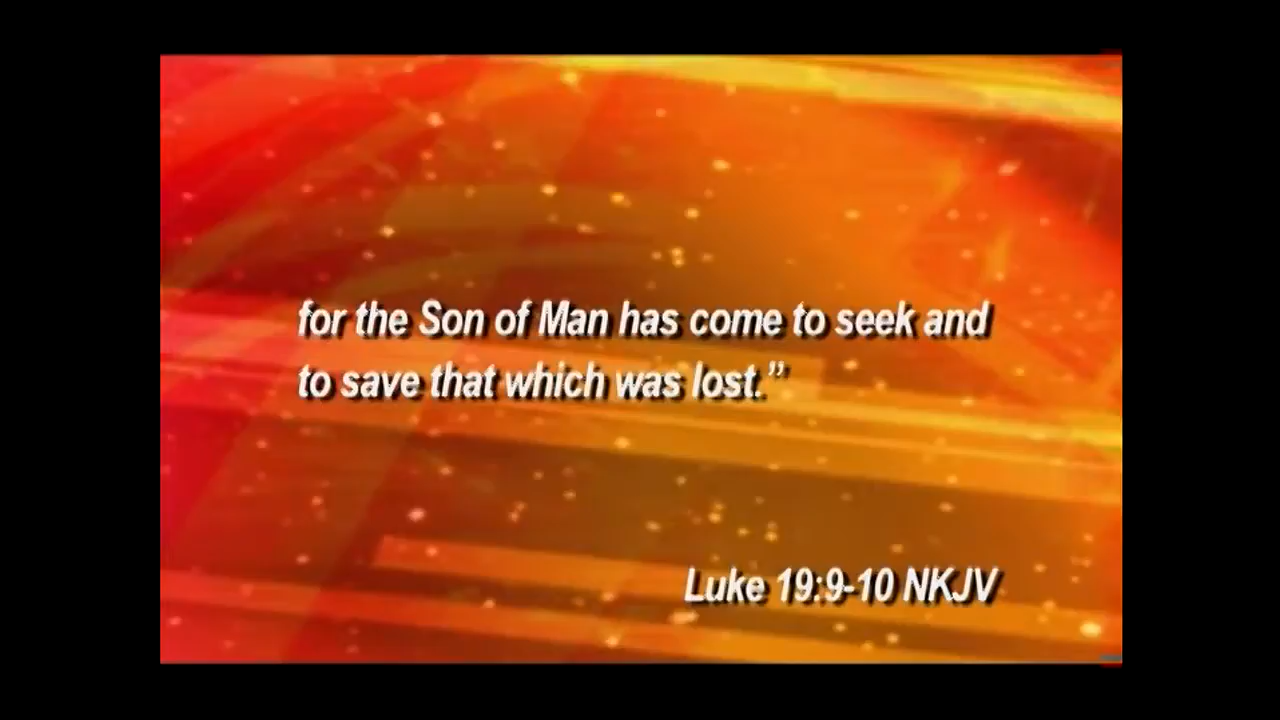 for the Son of Man has come to seek and
to save that which was lost.”
Luke 19:9-10 NKJV